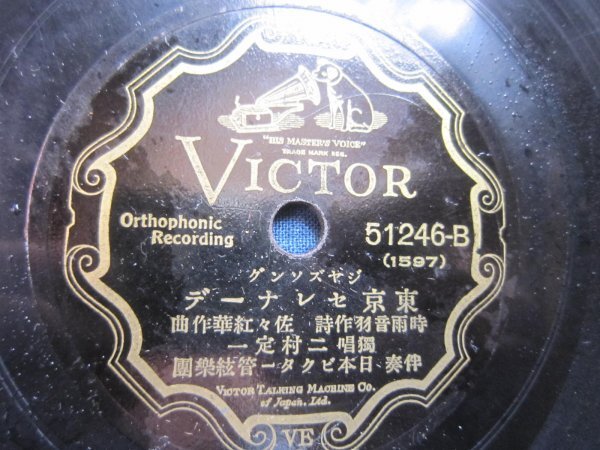 "HIS MASTER'S VOICE"
TRADE MARK REG.
VICTOR
Orthophonic
Recording
51246-B
(1597)
ジヤズソング
東京セレナーデ
時雨音羽作詩 佐々紅華作曲
獨唱 二村定一
伴奏 日本ビクター管絃樂團
VICTOR TALKING MACHINE CO.
of Japan, Ltd.
VE